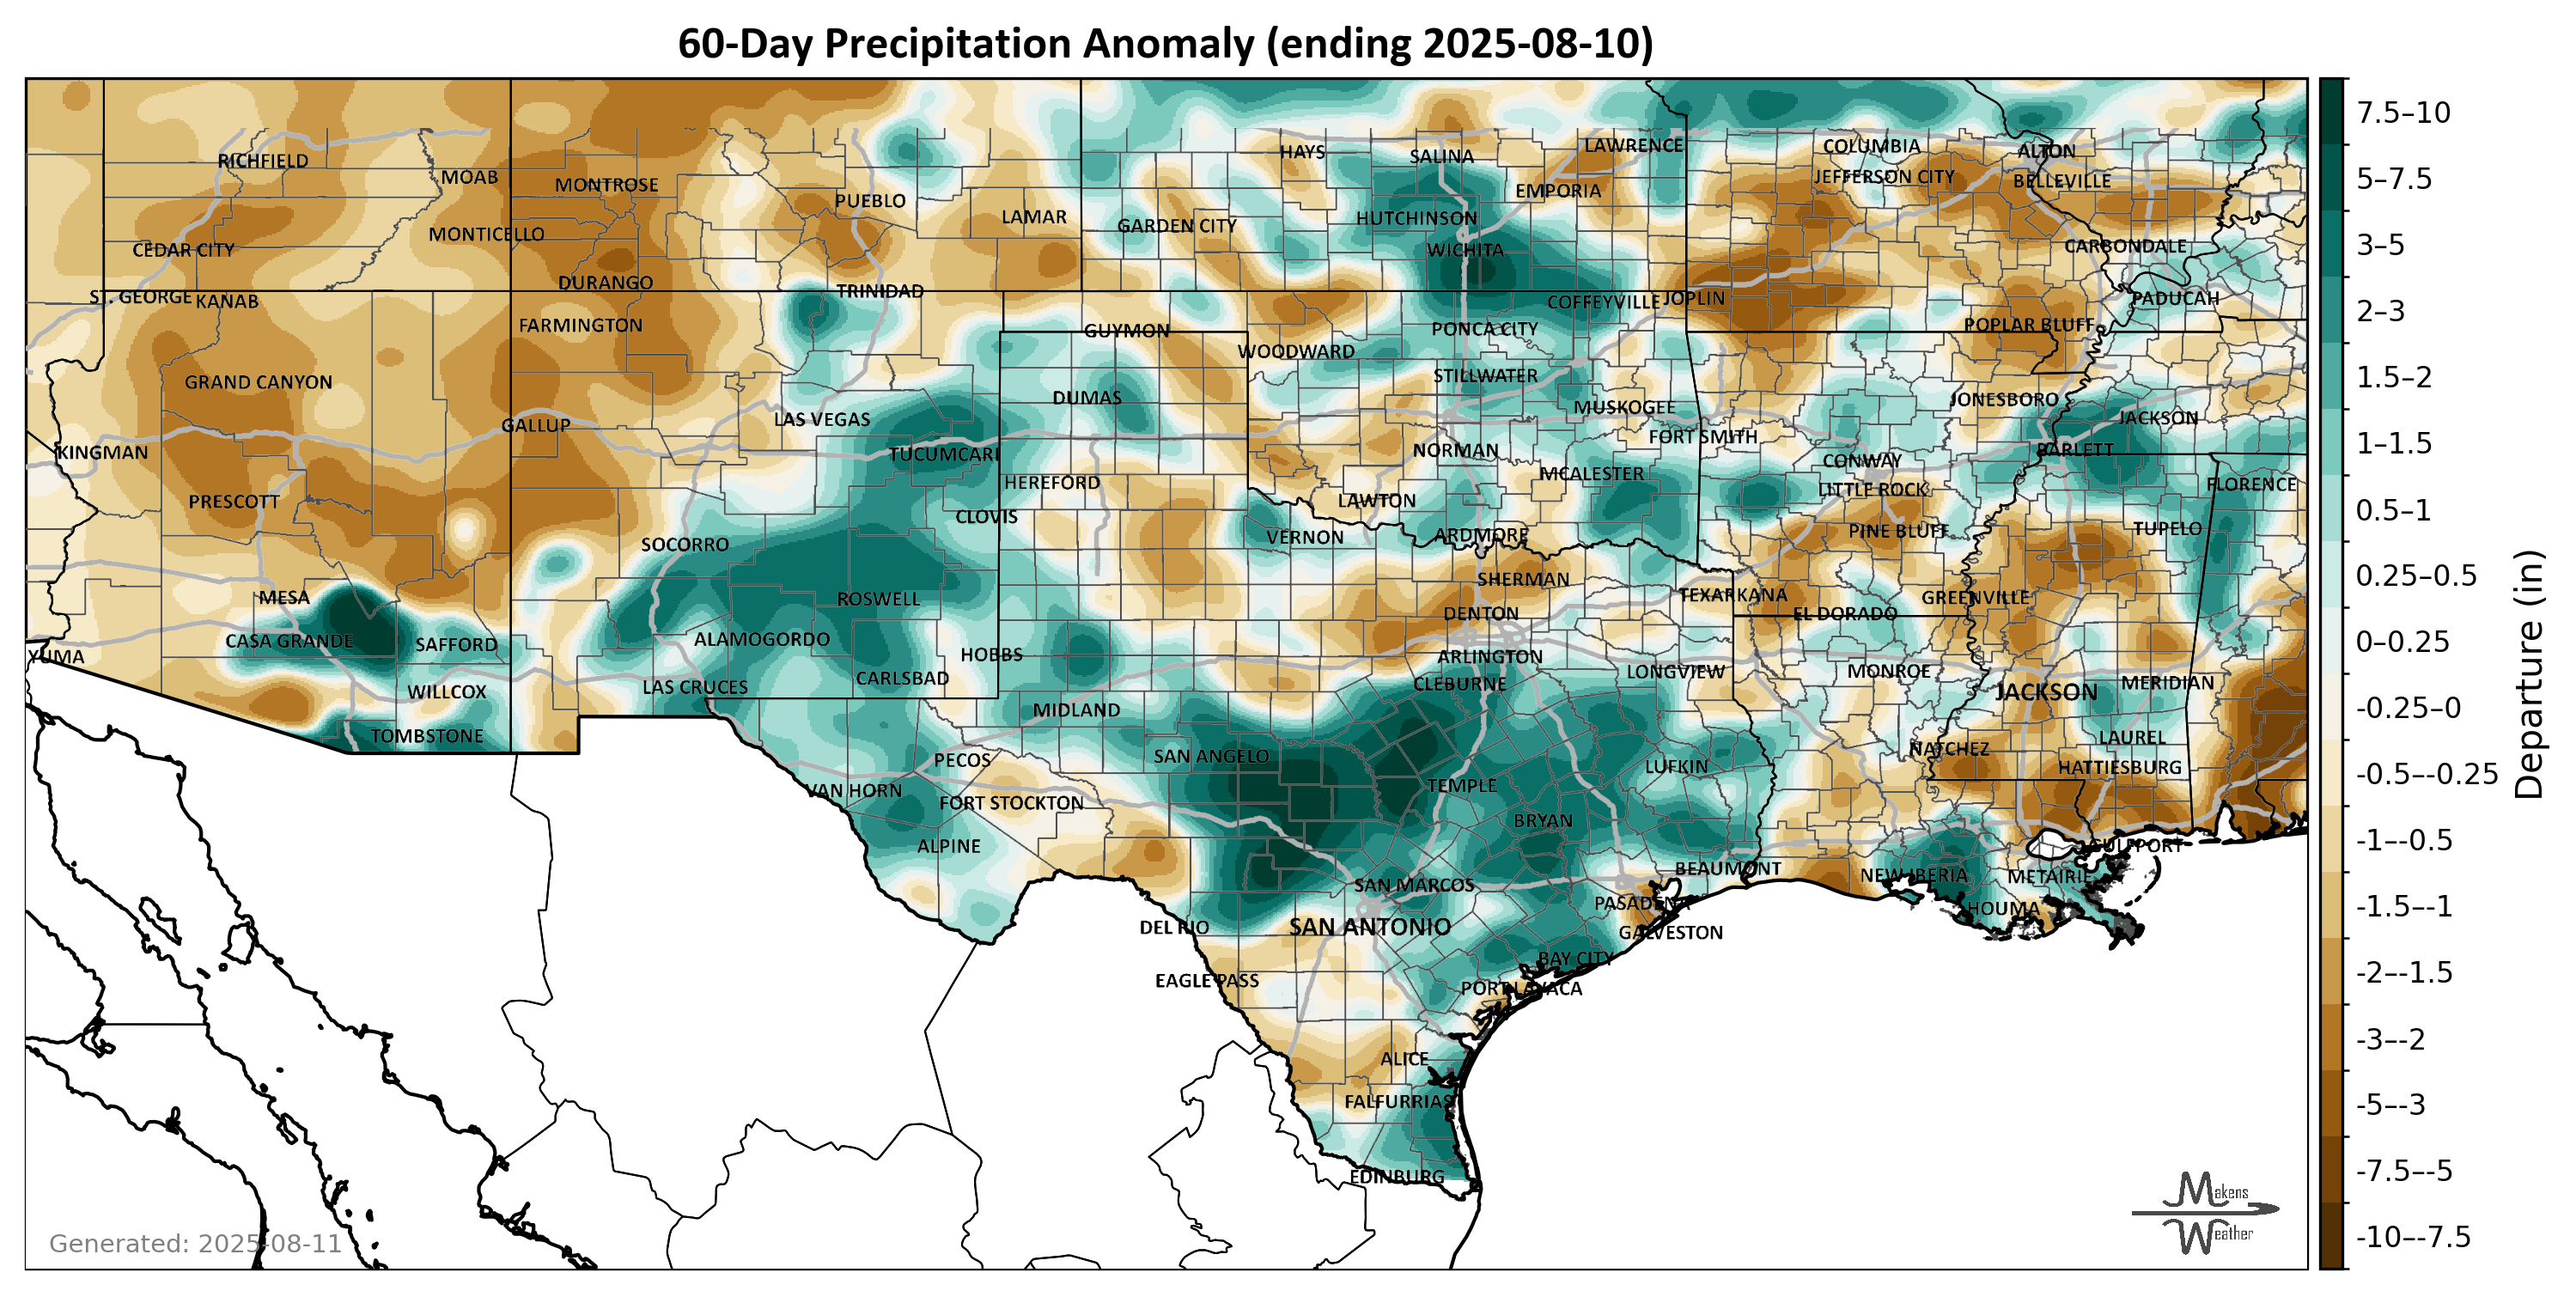 60-Day Precipitation Anomaly (ending 2025-08-10)
RICHFIELD
MOAB
MONTROSE
PUEBLO
LAMAR
HAYS
SALINA
LAWRENCE
EMPORIA
COLUMBIA
JEFFERSON CITY
ALTON
BELLEVILLE
CEDAR CITY
MONTICELLO
GARDEN CITY
HUTCHINSON
WICHITA
CARBONDALE
DURANGO
TRINIDAD
ST. GEORGE
KANAB
FARMINGTON
COFFEYVILLE
JOPLIN
PADUCAH
GUYMON
PONCA CITY
POPLAR BLUFF
WOODWARD
GRAND CANYON
DUMAS
STILLWATER
MUSKOGEE
JONESBORO
JACKSON
GALLUP
LAS VEGAS
KINGMAN
TUCUMCARI
NORMAN
FORT SMITH
BARLETT
HEREFORD
MCALESTER
CONWAY
LITTLE ROCK
FLORENCE
PRESCOTT
CLOVIS
LAWTON
SOCORRO
VERNON
ARDMORE
PINE BLUFF
TUPELO
MESA
ROSWELL
SHERMAN
DENTON
TEXARKANA
EL DORADO
GREENVILLE
CASA GRANDE
SAFFORD
ALAMOGORDO
YUMA
HOBBS
ARLINGTON
LONGVIEW
MONROE
WILLCOX
LAS CRUCES
CARLSBAD
CLEBURNE
JACKSON
MERIDIAN
TOMBSTONE
MIDLAND
PECOS
SAN ANGELO
LUFKIN
NATCHEZ
LAUREL
HATTIESBURG
VAN HORN
FORT STOCKTON
TEMPLE
BRYAN
ALPINE
GULFPORT
SAN MARCOS
BEAUMONT
NEW IBERIA
METAIRIE
PASADENA
HOUMA
DEL RIO
SAN ANTONIO
GALVESTON
BAY CITY
EAGLE PASS
PORT LAVACA
ALICE
FALFURRIAS
EDINBURG
Generated: 2025-08-11
Makens
Weather
7.5–10
5–7.5
3–5
2–3
1.5–2
1–1.5
0.5–1
0.25–0.5
0–0.25
-0.25–0
-0.5–-0.25
-1–-0.5
-1.5–-1
-2–-1.5
-3–-2
-5–-3
-7.5–-5
-10–-7.5
Departure (in)